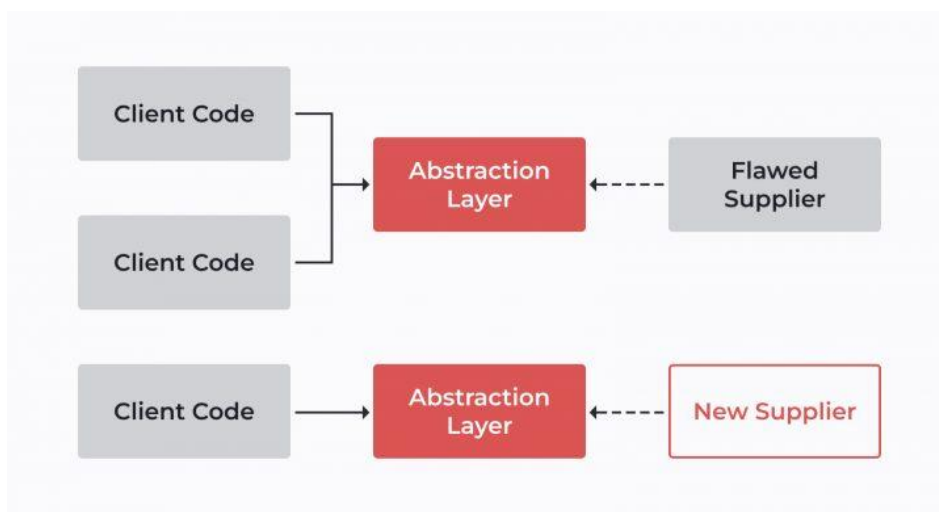 Client Code
Abstraction
Layer
Flawed
Supplier
Client Code
Client Code
Abstraction
Layer
New Supplier